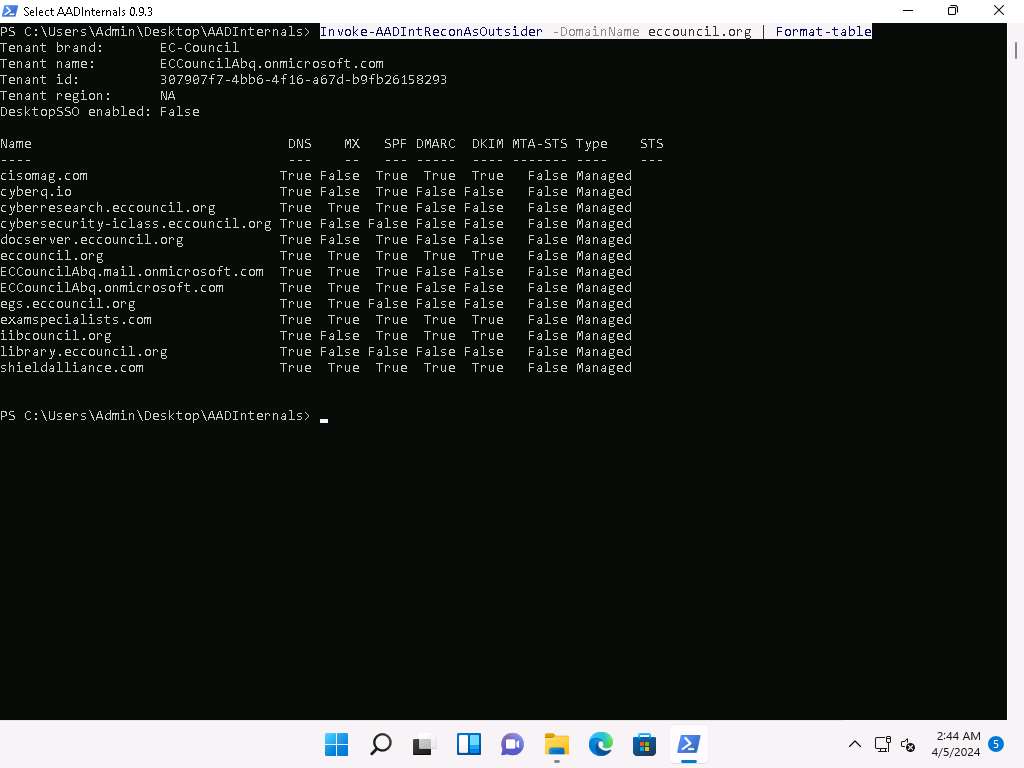 Select AADInternals 0.9.3
PS C:\Users\Admin\Desktop\AADInternals> Invoke-AADIntReconAsOutsider -DomainName eccouncil.org | Format-table
Tenant brand:       EC-Council
Tenant name:        ECCouncilAbq.onmicrosoft.com
Tenant id:          307907f7-4bb6-4f16-a67d-b9fb26158293
Tenant region:      NA
DesktopSSO enabled: False
Name                                DNS    MX   SPF DMARC  DKIM MTA-STS Type    STS
----                                ---    --   --- -----  ---- ------- ----    ---
cisomag.com                        True False  True  True  True   False Managed
cyberq.io                          True False  True False False   False Managed
cyberresearch.eccouncil.org        True  True  True False False   False Managed
cybersecurity-iclass.eccouncil.org True False False False False   False Managed
docserver.eccouncil.org            True False  True False False   False Managed
eccouncil.org                      True  True  True  True  True   False Managed
ECCouncilAbq.mail.onmicrosoft.com  True  True  True False False   False Managed
ECCouncilAbq.onmicrosoft.com       True  True  True False False   False Managed
egs.eccouncil.org                  True  True False False False   False Managed
examspecialists.com                True  True  True  True  True   False Managed
iibcouncil.org                     True False  True  True  True   False Managed
library.eccouncil.org              True False False False False   False Managed
shieldalliance.com                 True  True  True  True  True   False Managed
PS C:\Users\Admin\Desktop\AADInternals>
2:44 AM
4/5/2024
5